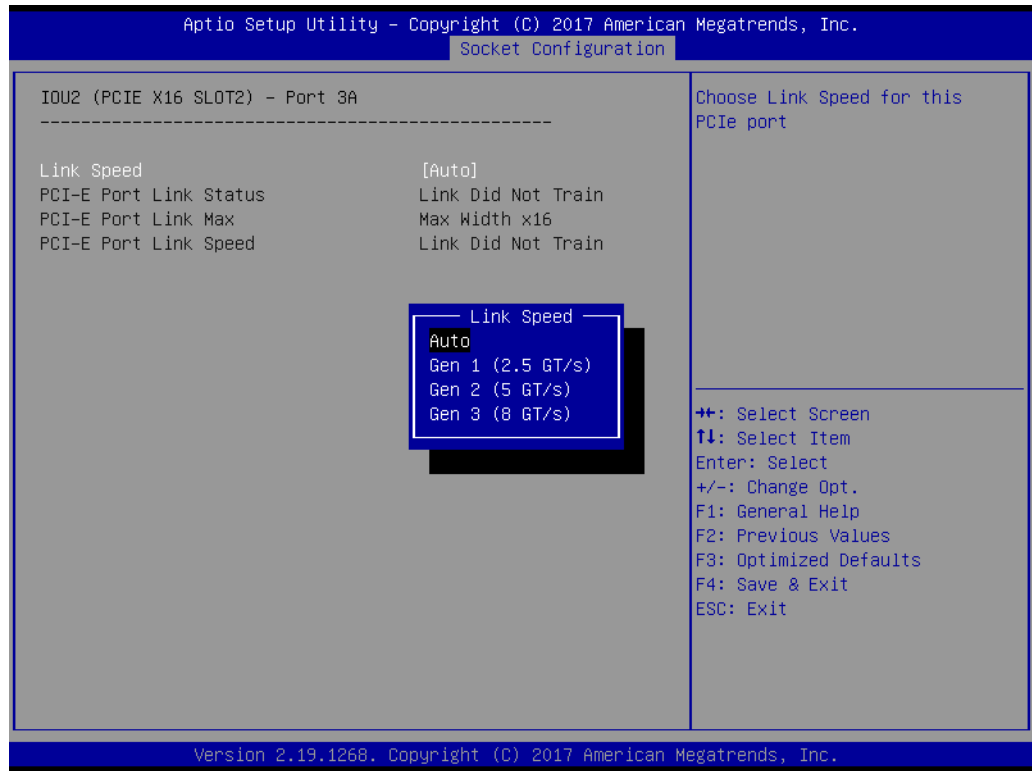 Aptio Setup Utility – Copyright (C) 2017 American Megatrends, Inc.
Socket Configuration
IOU2 (PCIE X16 SLOT2) – Port 3A
Link Speed [Auto]
PCI-E Port Link Status Link Did Not Train
PCI-E Port Link Max Max Width x16
PCI-E Port Link Speed Link Did Not Train
Link Speed
Auto
Gen 1 (2.5 GT/s)
Gen 2 (5 GT/s)
Gen 3 (8 GT/s)
Choose Link Speed for this
PCIe port
→←: Select Screen
↑↓: Select Item
Enter: Select
+/-: Change Opt.
F1: General Help
F2: Previous Values
F3: Optimized Defaults
F4: Save & Exit
ESC: Exit
Version 2.19.1268. Copyright (C) 2017 American Megatrends, Inc.